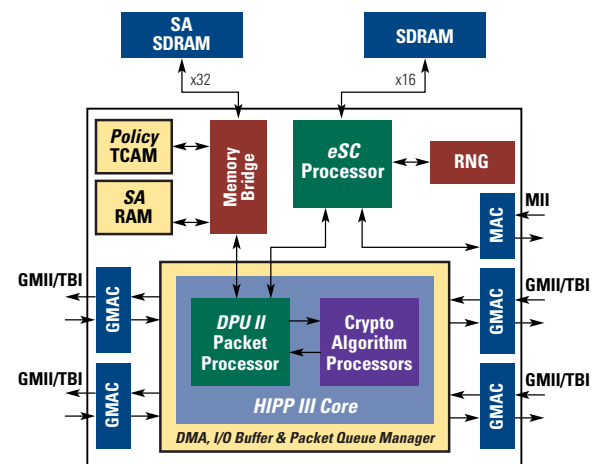 SA
SDRAM
SDRAM
x32
x16
Policy
TCAM
SA
RAM
Memory
Bridge
eSC
Processor
RNG
MAC
MII
GMII/TBI
GMAC
GMII/TBI
GMAC
DPU II
Packet
Processor
Crypto
Algorithm
Processors
HIPP III Core
DMA, I/O Buffer & Packet Queue Manager
GMAC
GMII/TBI
GMAC
GMII/TBI